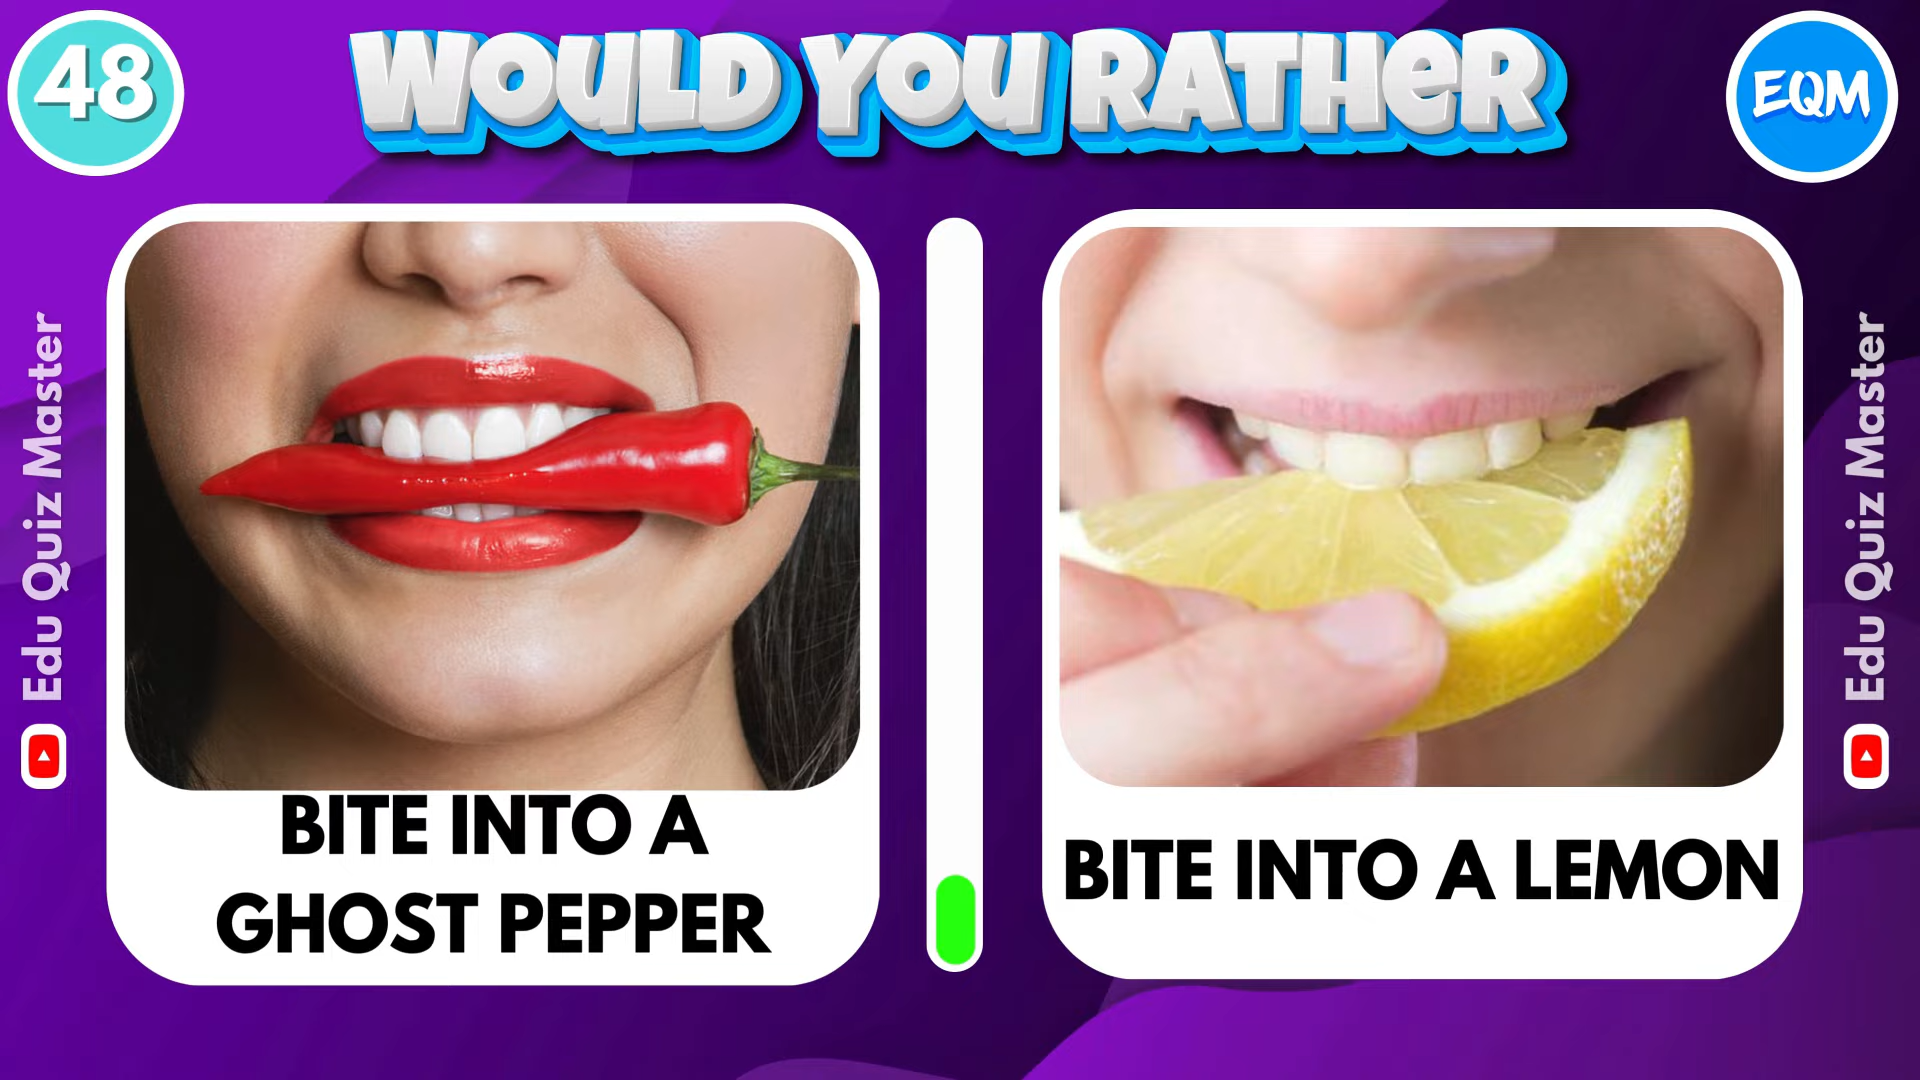 48
WOULD YOU RATHER
EQM
Edu Quiz Master
BITE INTO A
GHOST PEPPER
BITE INTO A LEMON
Edu Quiz Master